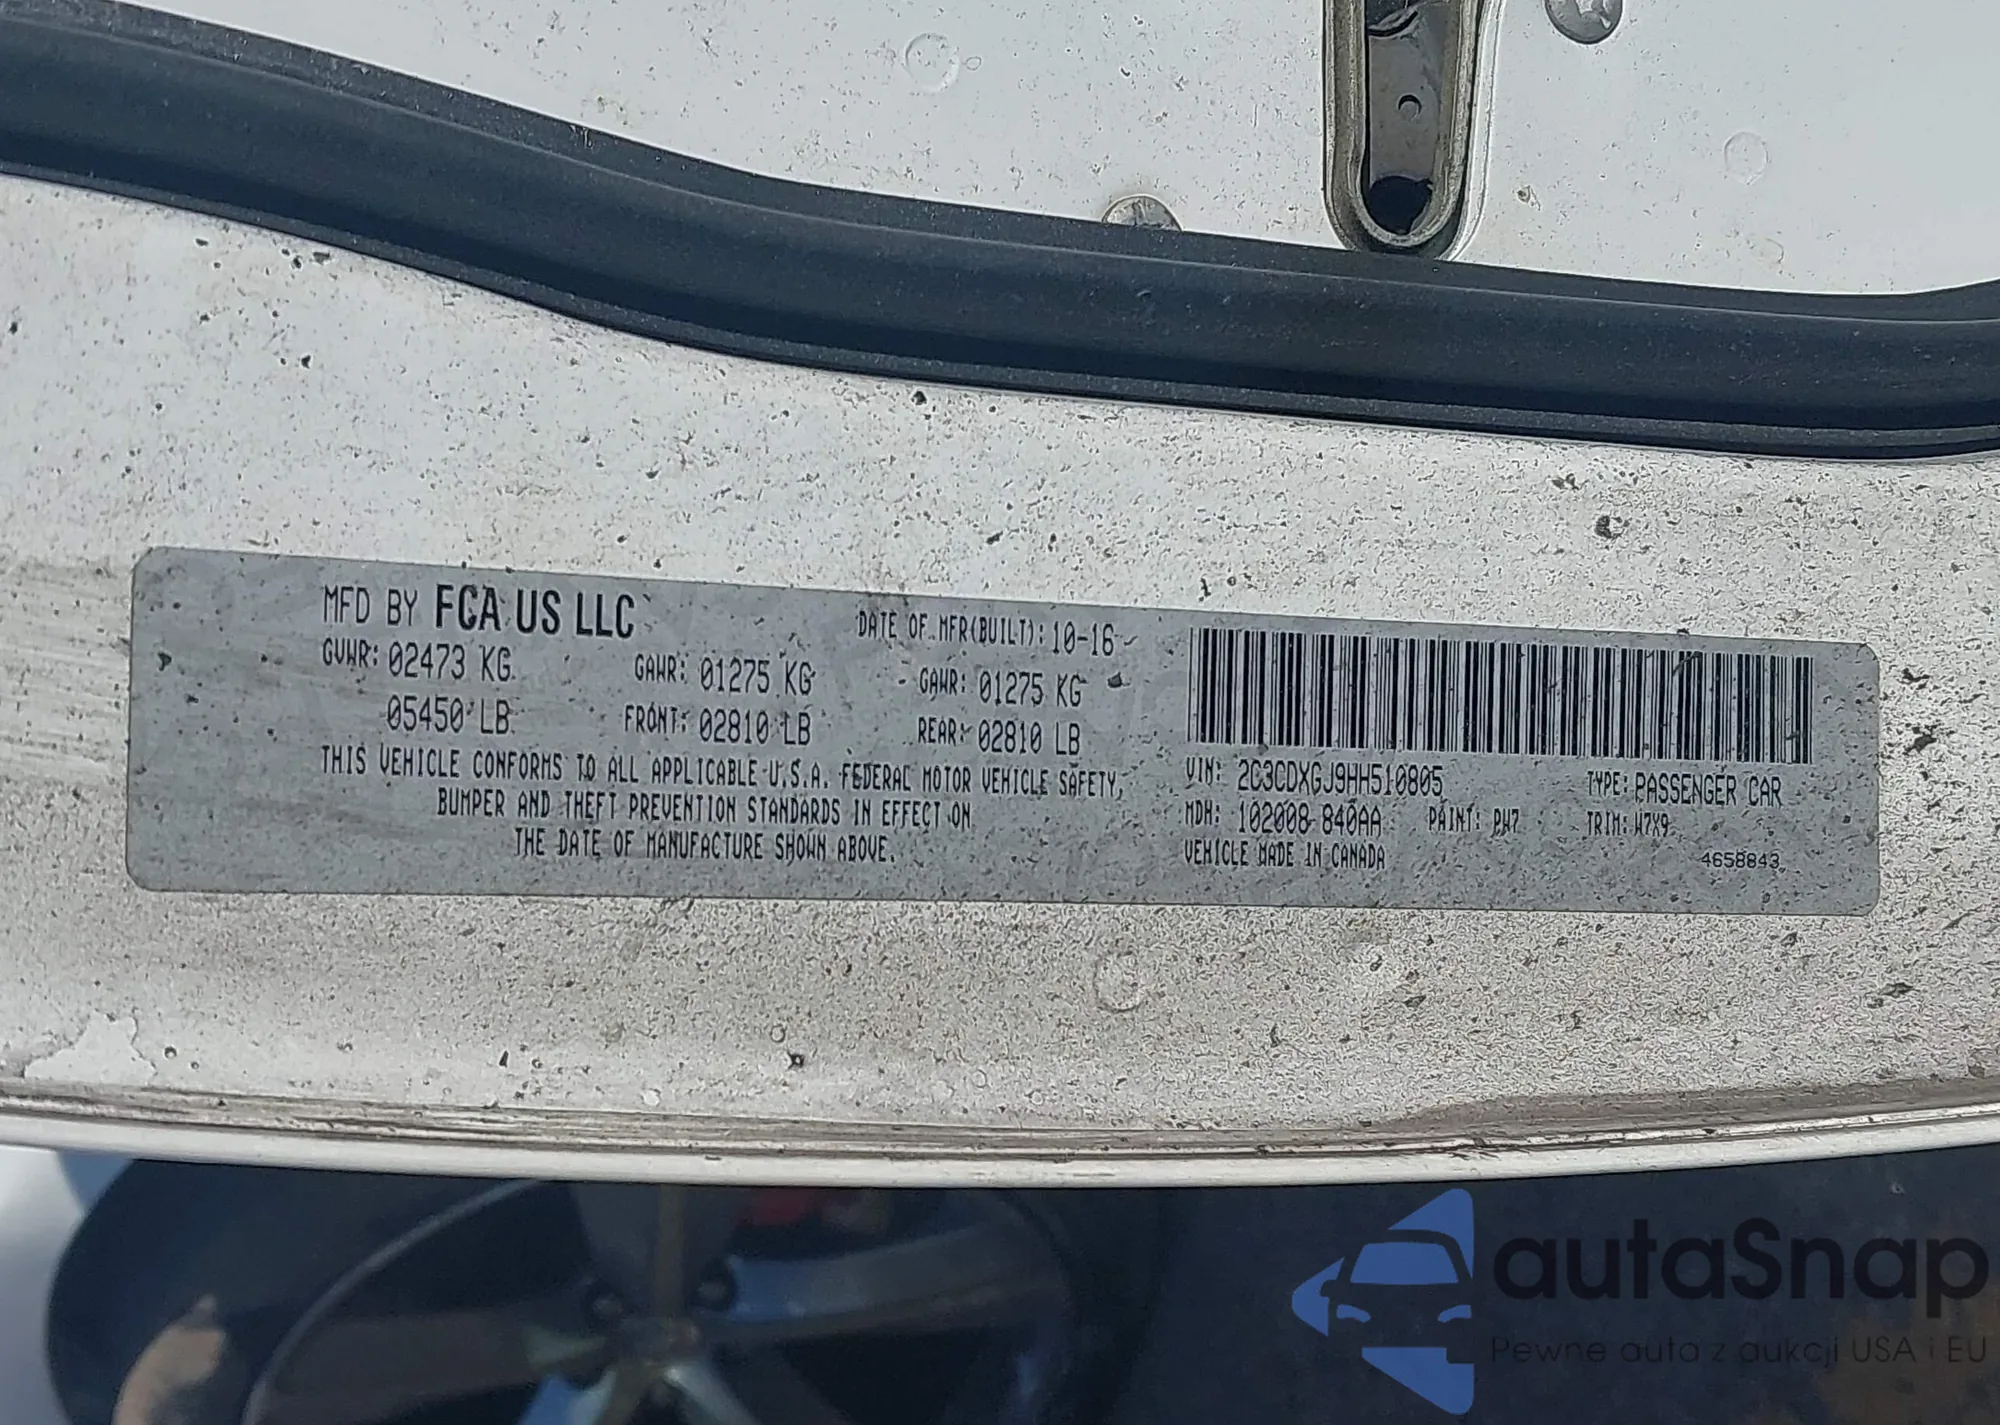 MFD BY FCA US LLC
DATE OF MFR(BUILT): 10-16
GVWR: 02473 KG
GAWR: 01275 KG
GAWR: 01275 KG
05450 LB
FRONT: 02810 LB
REAR: 02810 LB
THIS VEHICLE CONFORMS TO ALL APPLICABLE U.S.A. FEDERAL MOTOR VEHICLE SAFETY,
BUMPER AND THEFT PREVENTION STANDARDS IN EFFECT ON
THE DATE OF MANUFACTURE SHOWN ABOVE.
VIN: 2C3CDXGJ9HH510805
TYPE: PASSENGER CAR
MDH: 102008 840AA
PAINT: PW7
TRIM: W7X9
VEHICLE MADE IN CANADA
4658843
autaSnap
Pewne auta z aukcji USA i EU